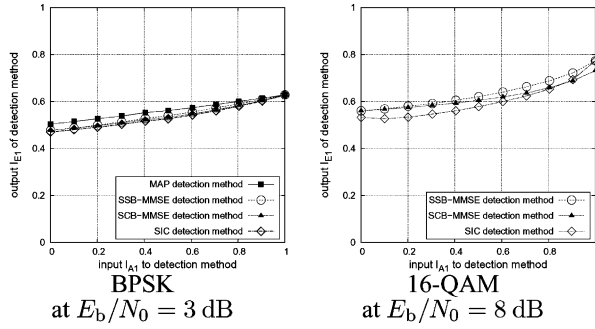 1
0.8
0.6
0.4
0.2
0
0
0.2
0.4
0.6
0.8
1
output I_E1 of detection method
input I_A1 to detection method
MAP detection method
SSB-MMSE detection method
SCB-MMSE detection method
SIC detection method
BPSK
at E_b/N_0 = 3 dB
1
0.8
0.6
0.4
0.2
0
0
0.2
0.4
0.6
0.8
output I_E1 of detection method
input I_A1 to detection method
SSB-MMSE detection method
SCB-MMSE detection method
SIC detection method
16-QAM
at E_b/N_0 = 8 dB